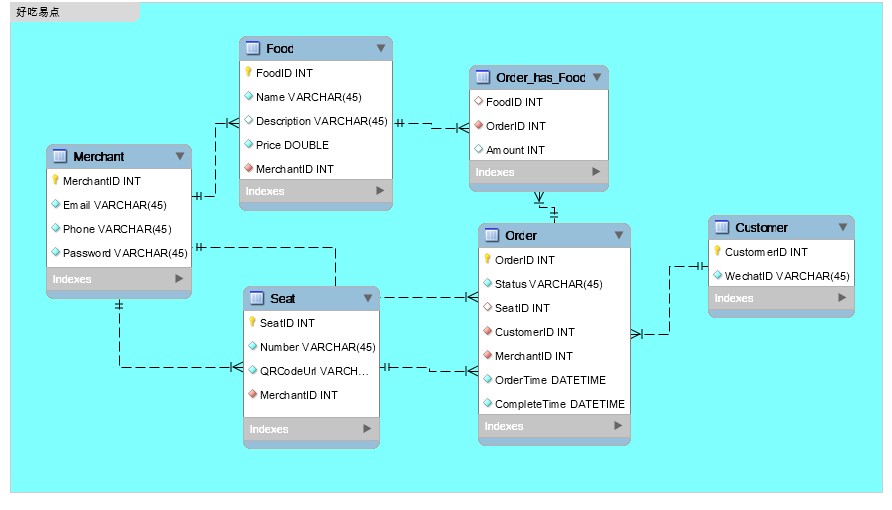 好吃易点
Food
FoodID INT
Name VARCHAR(45)
Description VARCHAR(45)
Price DOUBLE
MerchantID INT
Indexes
Order_has_Food
FoodID INT
OrderID INT
Amount INT
Indexes
Merchant
MerchantID INT
Email VARCHAR(45)
Phone VARCHAR(45)
Password VARCHAR(45)
Indexes
Order
OrderID INT
Status VARCHAR(45)
SeatID INT
CustomerID INT
MerchantID INT
OrderTime DATETIME
CompleteTime DATETIME
Indexes
Customer
CustomerID INT
WechatID VARCHAR(45)
Indexes
Seat
SeatID INT
Number VARCHAR(45)
QRCodeUrl VARCH...
MerchantID INT
Indexes